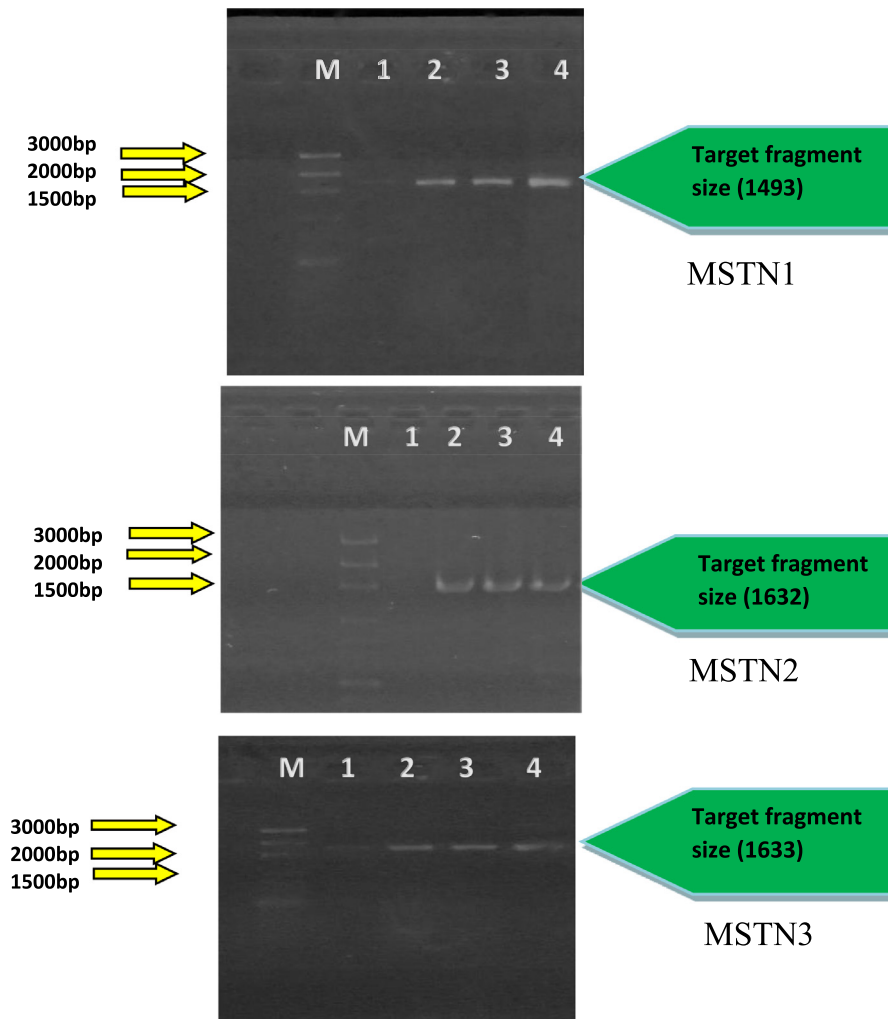 M 1 2 3 4
3000bp
2000bp
1500bp
Target fragment
size (1493)
MSTN1
M 1 2 3 4
3000bp
2000bp
1500bp
Target fragment
size (1632)
MSTN2
M 1 2 3 4
3000bp
2000bp
1500bp
Target fragment
size (1633)
MSTN3